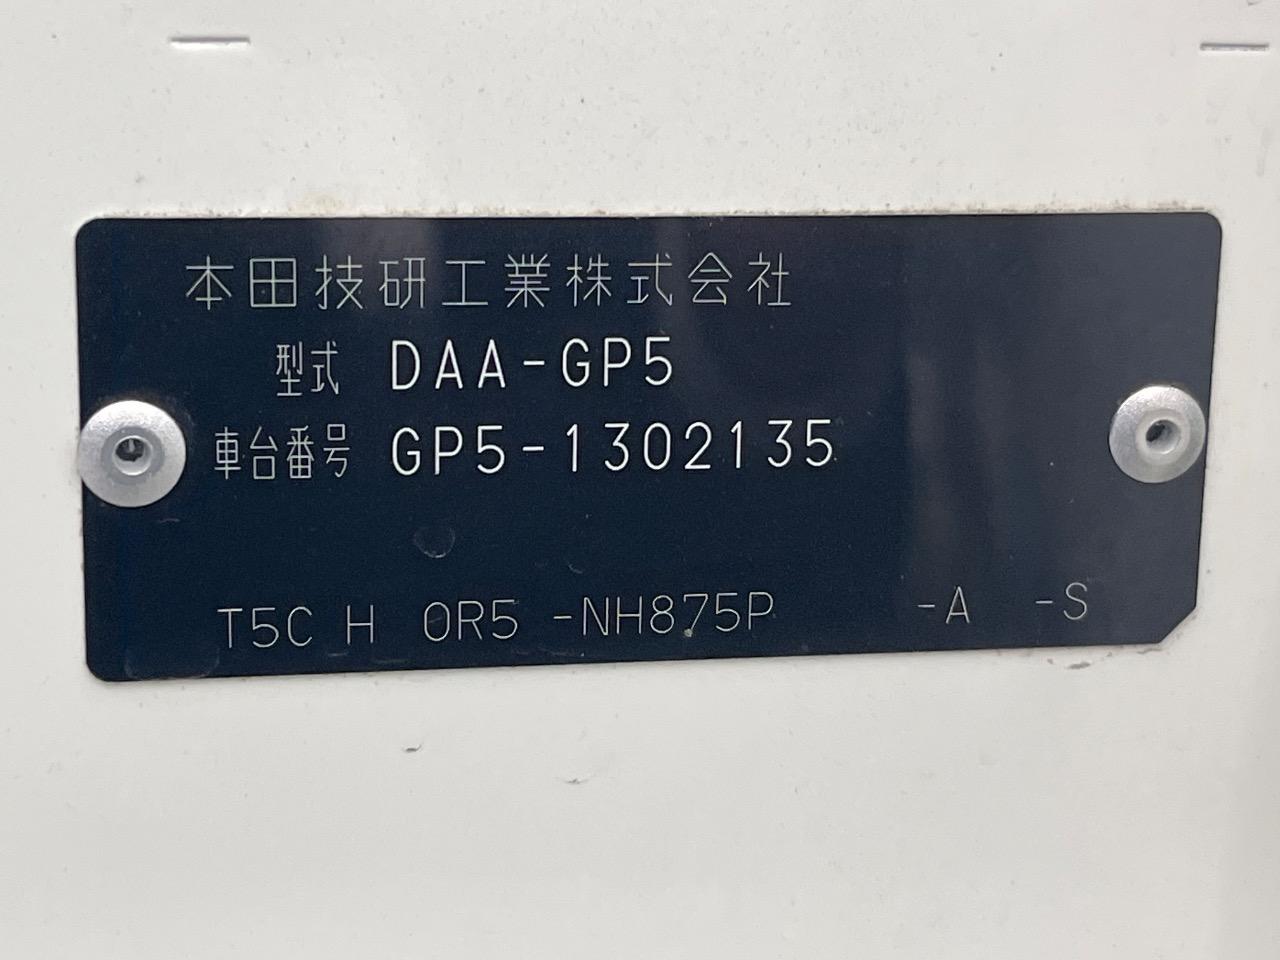 本田技研工業株式会社
型式 DAA-GP5
車台番号 GP5-1302135
T5C H 0R5 -NH875P -A -S